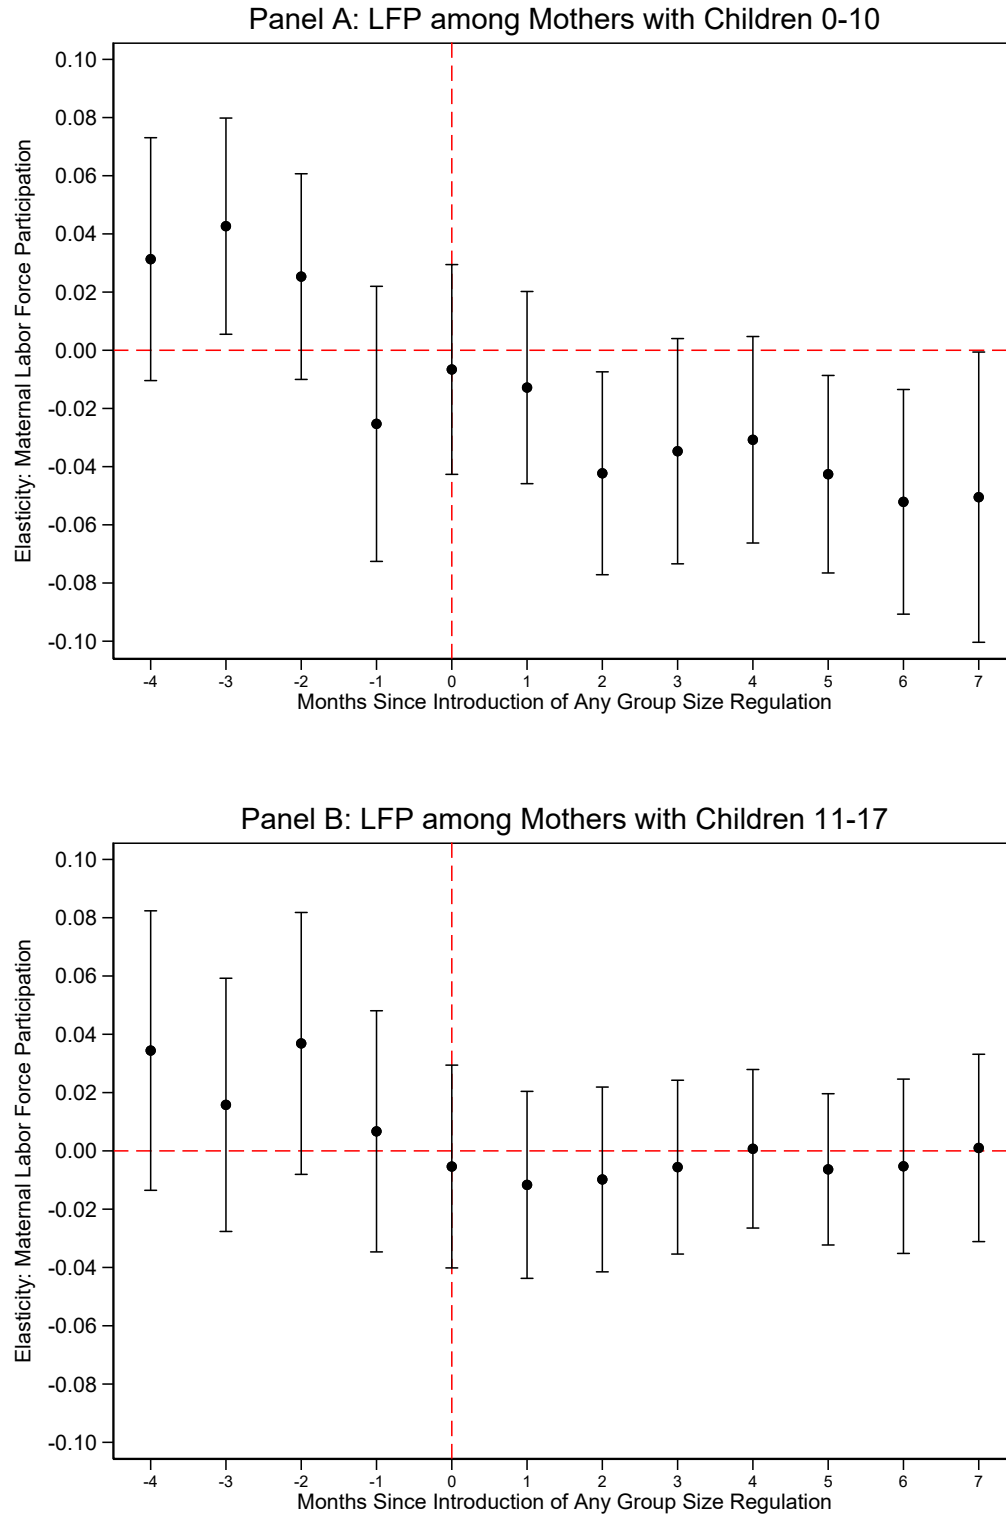 Panel A: LFP among Mothers with Children 0-10
Elasticity: Maternal Labor Force Participation
0.10
0.08
0.06
0.04
0.02
0.00
-0.02
-0.04
-0.06
-0.08
-0.10
-4 -3 -2 -1 0 1 2 3 4 5 6 7
Months Since Introduction of Any Group Size Regulation
Panel B: LFP among Mothers with Children 11-17
Elasticity: Maternal Labor Force Participation
0.10
0.08
0.06
0.04
0.02
0.00
-0.02
-0.04
-0.06
-0.08
-0.10
-4 -3 -2 -1 0 1 2 3 4 5 6 7
Months Since Introduction of Any Group Size Regulation